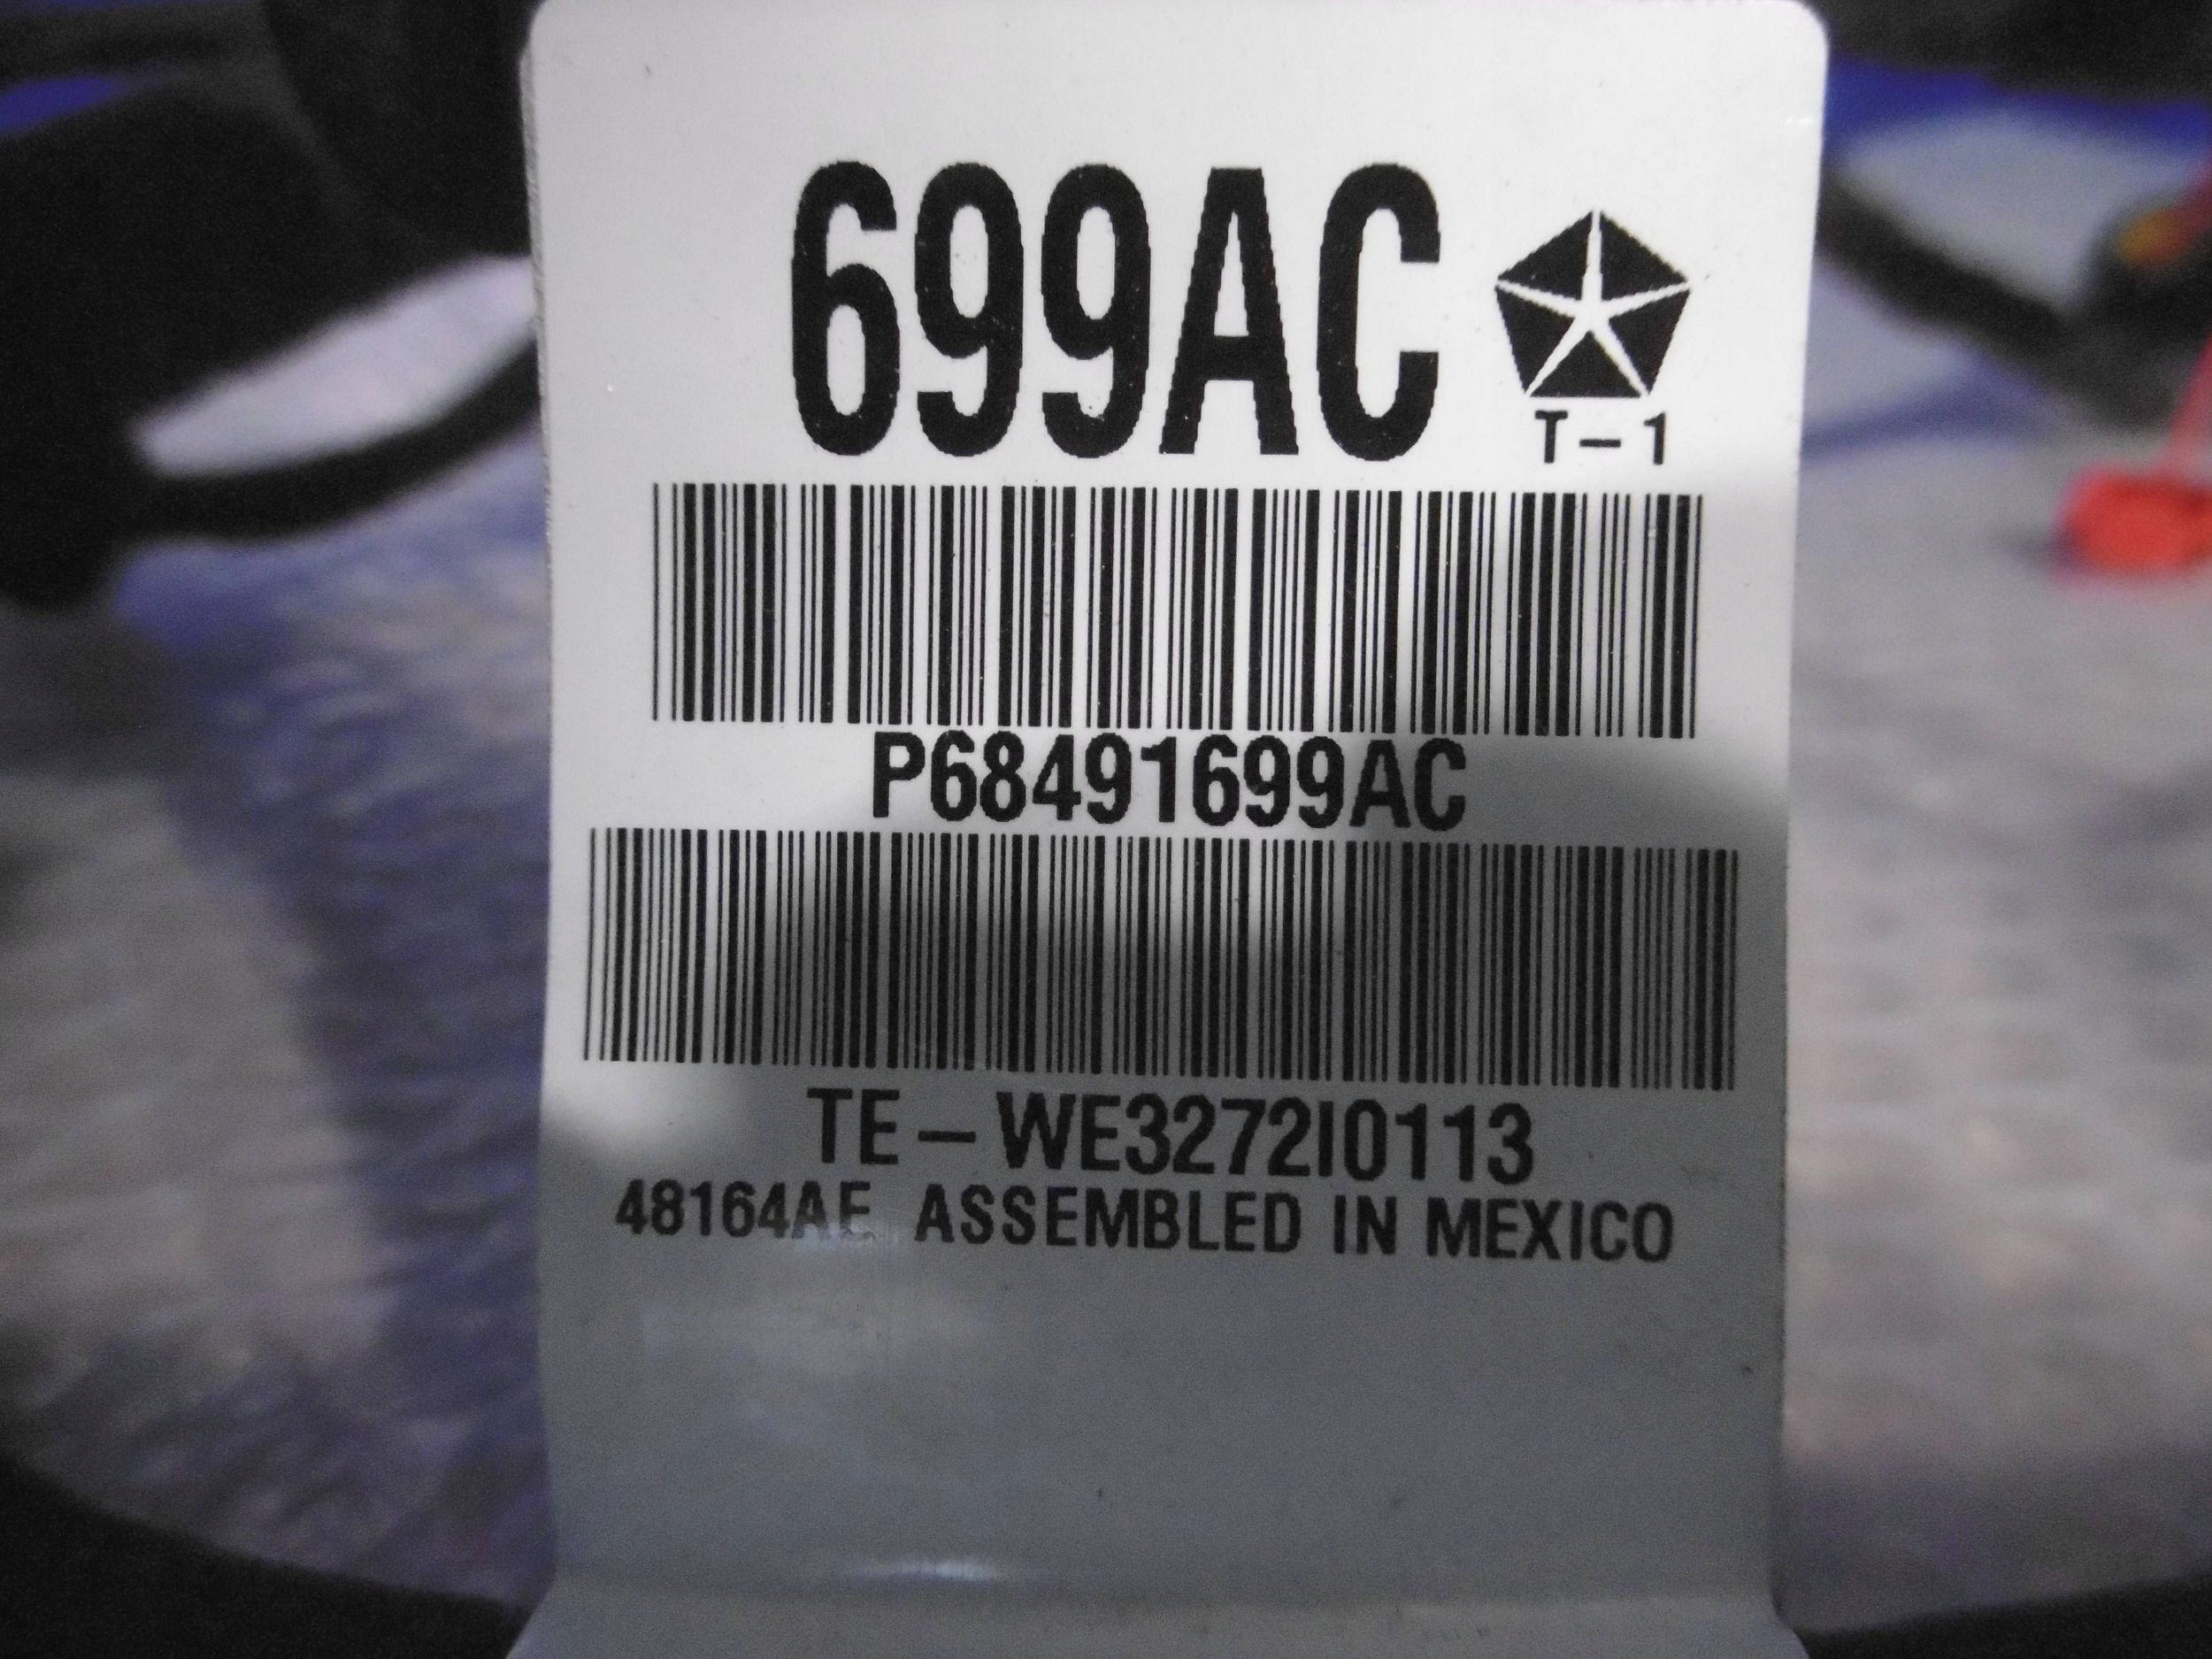 699AC
T-1
P68491699AC
TE-WE3272I0113
48164AE ASSEMBLED IN MEXICO